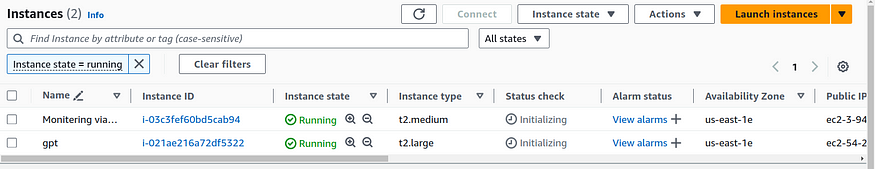 Instances (2) Info Connect Instance state Actions Launch instances
Find Instance by attribute or tag (case-sensitive) All states
Instance state = running Clear filters 1
Name Instance ID Instance state Instance type Status check Alarm status Availability Zone Public IP
Monitering via... i-03c3fef60bd5cab94 Running t2.medium Initializing View alarms us-east-1e ec2-3-94
gpt i-021ae216a72df5322 Running t2.large Initializing View alarms us-east-1e ec2-54-2